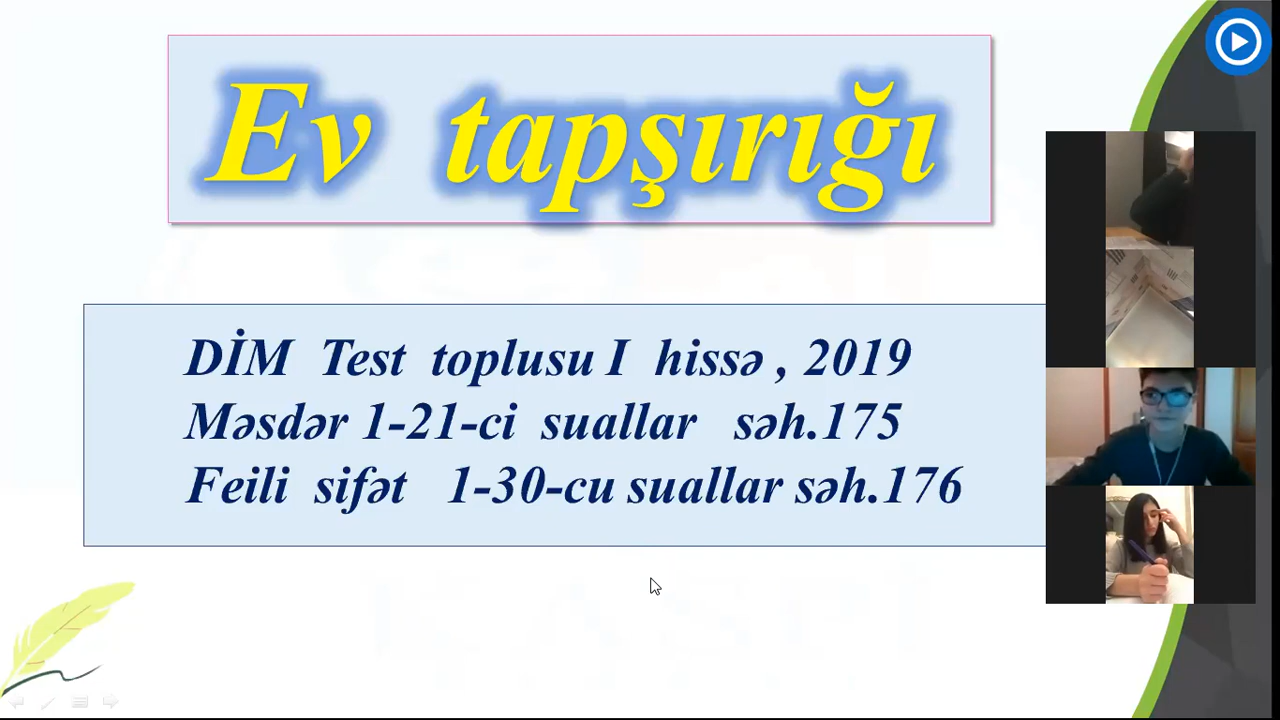 Ev tapşırığı
DİM Test toplusu I hissə , 2019
Məsdər 1-21-ci suallar səh.175
Feili sifət 1-30-cu suallar səh.176